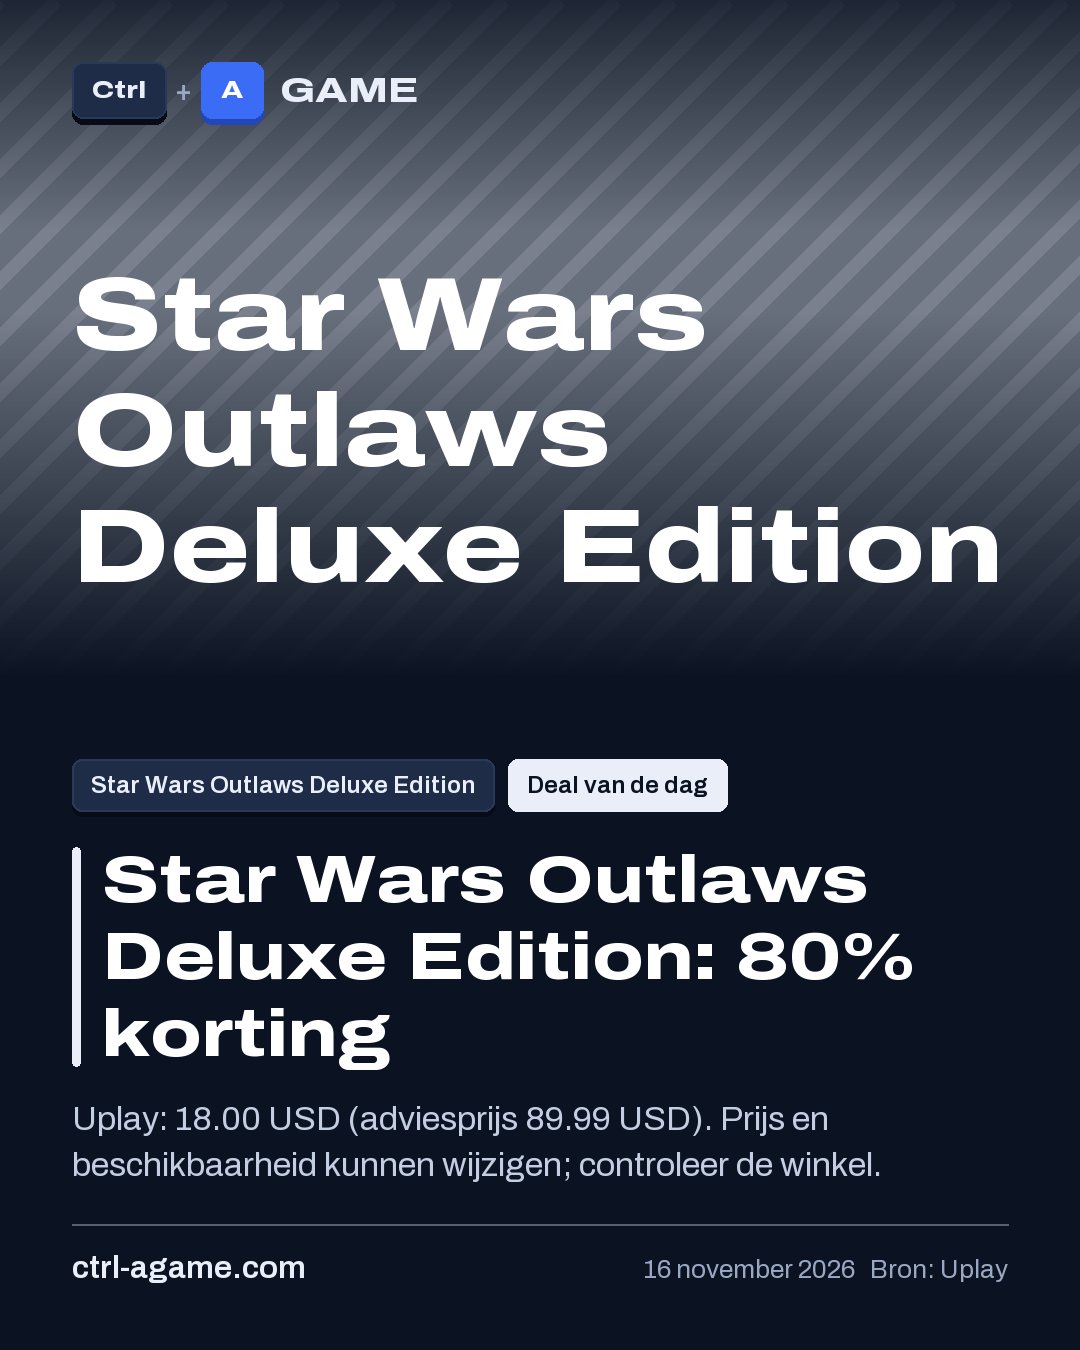 Ctrl + A GAME
Star Wars
Outlaws
Deluxe Edition
Star Wars Outlaws Deluxe Edition Deal van de dag
Star Wars Outlaws
Deluxe Edition: 80%
korting
Uplay: 18.00 USD (adviesprijs 89.99 USD). Prijs en
beschikbaarheid kunnen wijzigen; controleer de winkel.
ctrl-agame.com 16 november 2026 Bron: Uplay